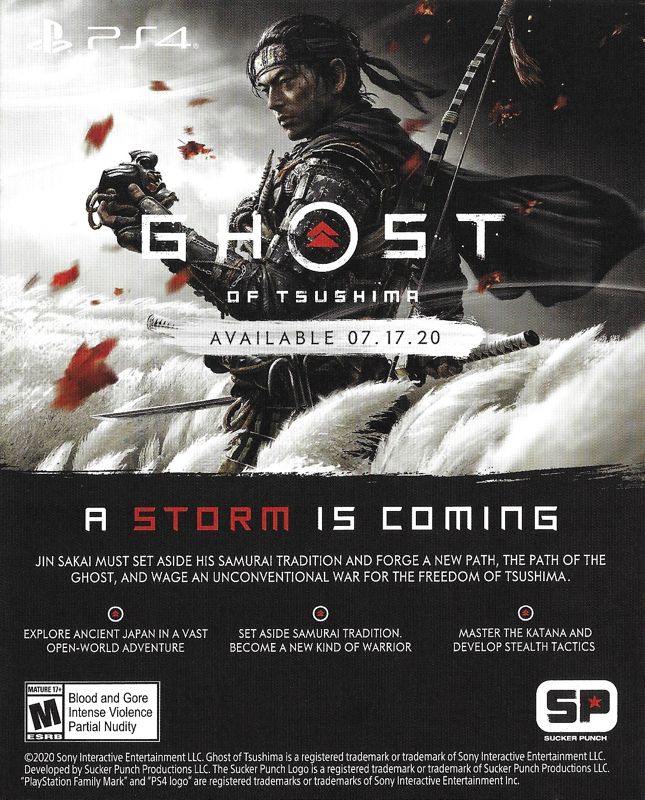 PS4
GHOST
OF TSUSHIMA
AVAILABLE 07.17.20
A STORM IS COMING
JIN SAKAI MUST SET ASIDE HIS SAMURAI TRADITION AND FORGE A NEW PATH, THE PATH OF THE
GHOST, AND WAGE AN UNCONVENTIONAL WAR FOR THE FREEDOM OF TSUSHIMA.
EXPLORE ANCIENT JAPAN IN A VAST
OPEN-WORLD ADVENTURE
SET ASIDE SAMURAI TRADITION.
BECOME A NEW KIND OF WARRIOR
MASTER THE KATANA AND
DEVELOP STEALTH TACTICS
MATURE 17+
M
ESRB
Blood and Gore
Intense Violence
Partial Nudity
SP
SUCKER PUNCH
©2020 Sony Interactive Entertainment LLC. Ghost of Tsushima is a registered trademark or trademark of Sony Interactive Entertainment LLC.
Developed by Sucker Punch Productions LLC. The Sucker Punch Logo is a registered trademark or trademark of Sucker Punch Productions LLC.
"PlayStation Family Mark" and "PS4 logo" are registered trademarks or trademarks of Sony Interactive Entertainment Inc.